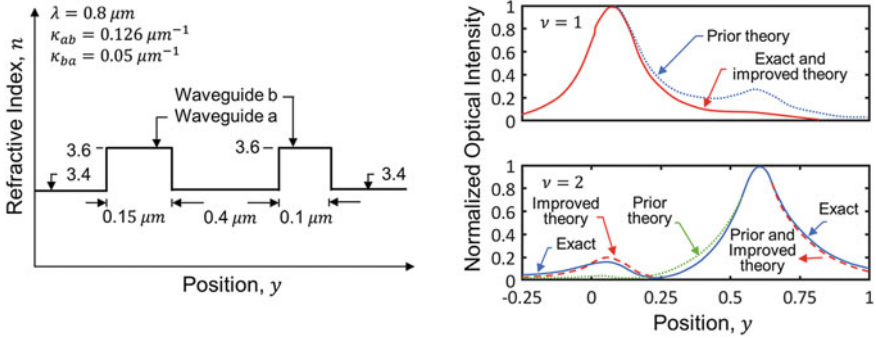 λ = 0.8 μm
κab = 0.126 μm⁻¹
κba = 0.05 μm⁻¹
Refractive Index, n
Waveguide b
Waveguide a
3.6
3.6
3.4
3.4
0.15 μm
0.4 μm
0.1 μm
Position, y
Normalized Optical Intensity
1
0.8
0.6
0.4
0.2
0
ν = 1
Prior theory
Exact and
improved theory
1
0.8
0.6
0.4
0.2
0
ν = 2
Improved
theory
Exact
Prior
theory
Exact
Prior and
Improved
theory
-0.25
0
0.25
0.5
0.75
1
Position, y